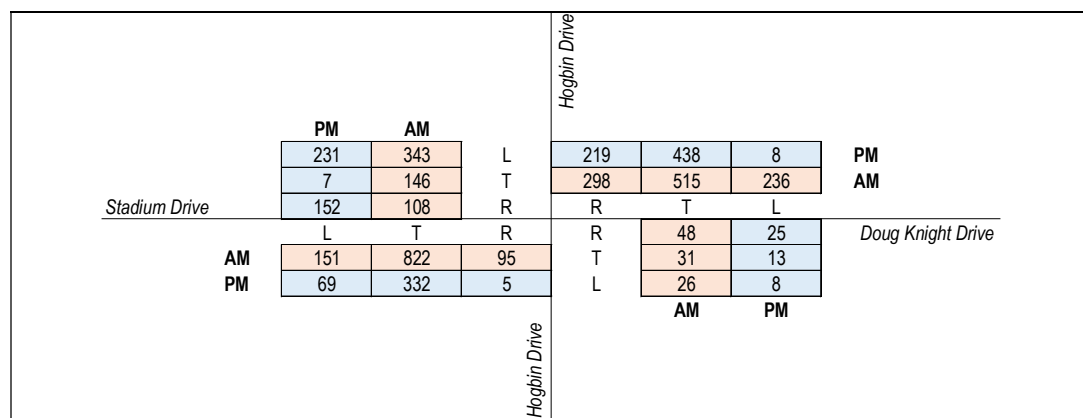 Hogbin Drive
PM AM
231 343 L 219 438 8 PM
7 146 T 298 515 236 AM
Stadium Drive 152 108 R R T L
L T R R 48 25 Doug Knight Drive
AM 151 822 95 T 31 13
PM 69 332 5 L 26 8
AM PM
Hogbin Drive